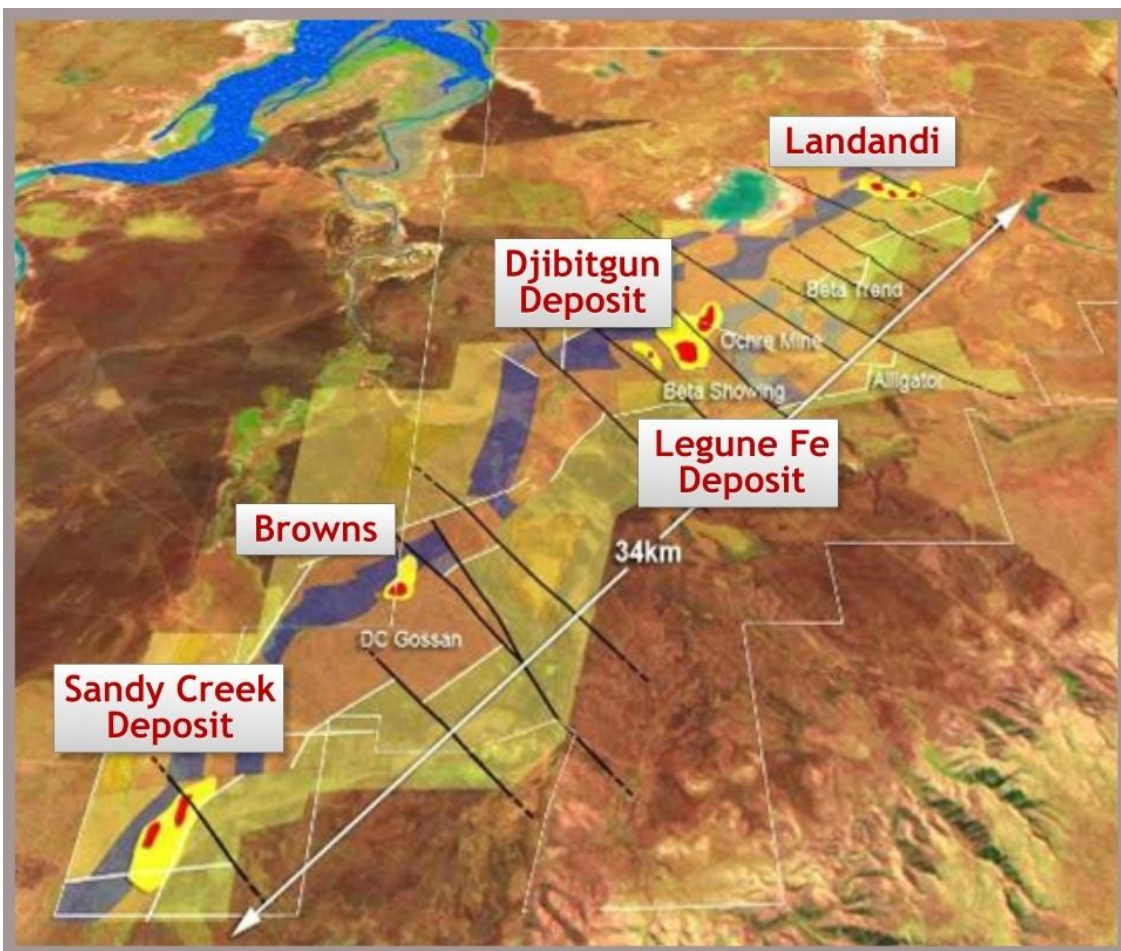 Landandi
Djibitgun
Deposit
Beta Trend
Ochre Mine
Beta Showing
Alligator
Legune Fe
Deposit
Browns
34km
DC Gossan
Sandy Creek
Deposit